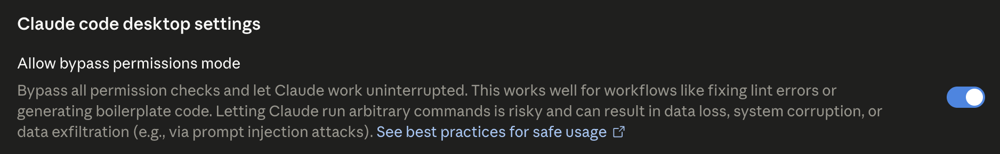 Claude code desktop settings
Allow bypass permissions mode
Bypass all permission checks and let Claude work uninterrupted. This works well for workflows like fixing lint errors or
generating boilerplate code. Letting Claude run arbitrary commands is risky and can result in data loss, system corruption, or
data exfiltration (e.g., via prompt injection attacks). See best practices for safe usage